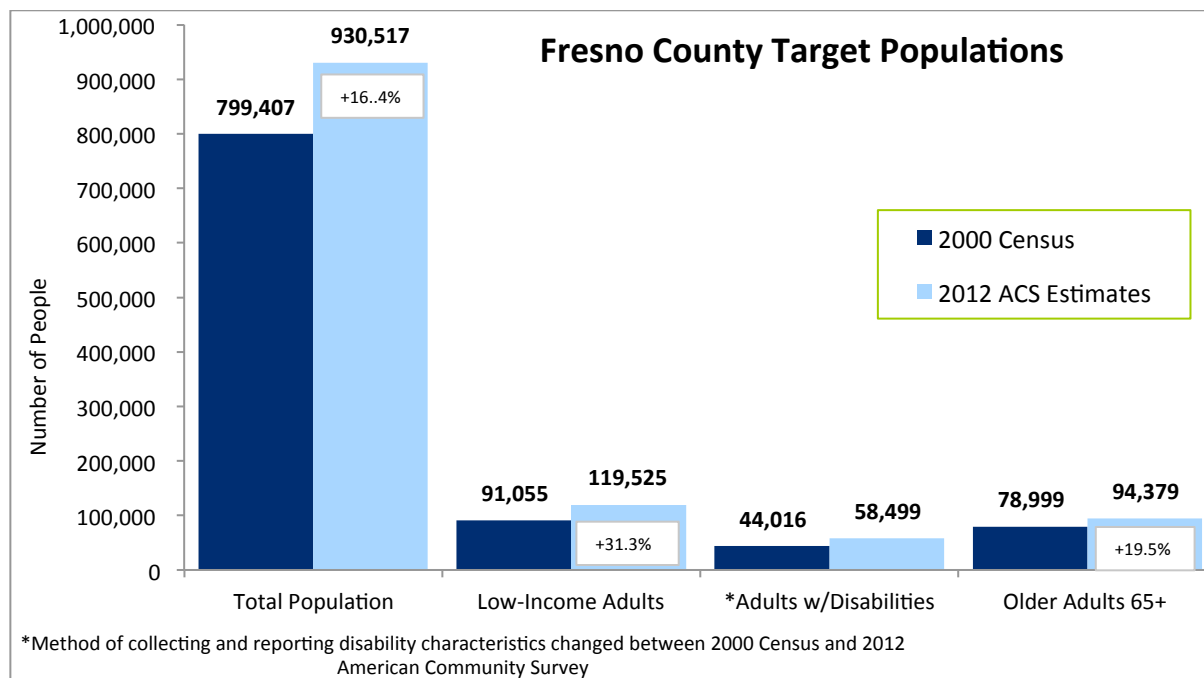 Fresno County Target Populations
Number of People
1,000,000
900,000
800,000
700,000
600,000
500,000
400,000
300,000
200,000
100,000
0
799,407
930,517
+16..4%
91,055
119,525
+31.3%
44,016
58,499
78,999
94,379
+19.5%
2000 Census
2012 ACS Estimates
Total Population
Low-Income Adults
*Adults w/Disabilities
Older Adults 65+
*Method of collecting and reporting disability characteristics changed between 2000 Census and 2012
American Community Survey